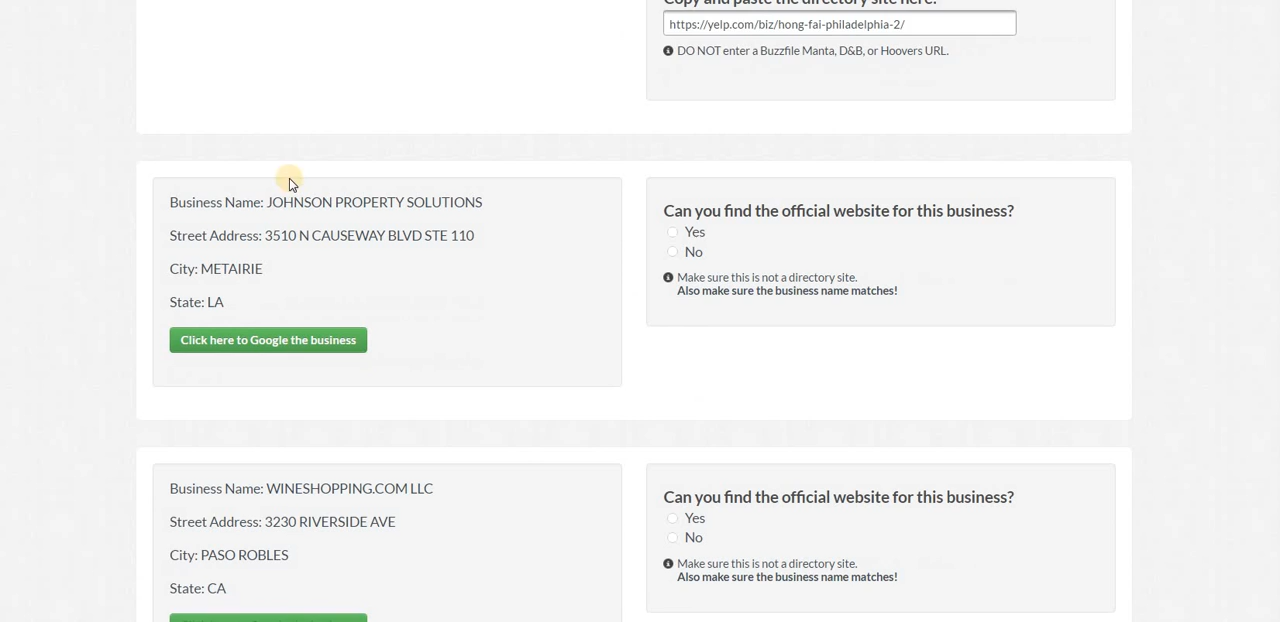 Copy and paste the directory site here:
https://yelp.com/biz/hong-fai-philadelphia-2/
DO NOT enter a Buzzfile Manta, D&B, or Hoovers URL.
Business Name: JOHNSON PROPERTY SOLUTIONS
Street Address: 3510 N CAUSEWAY BLVD STE 110
City: METAIRIE
State: LA
Click here to Google the business
Can you find the official website for this business?
Yes
No
Make sure this is not a directory site.
Also make sure the business name matches!
Business Name: WINESHOPPING.COM LLC
Street Address: 3230 RIVERSIDE AVE
City: PASO ROBLES
State: CA
Can you find the official website for this business?
Yes
No
Make sure this is not a directory site.
Also make sure the business name matches!